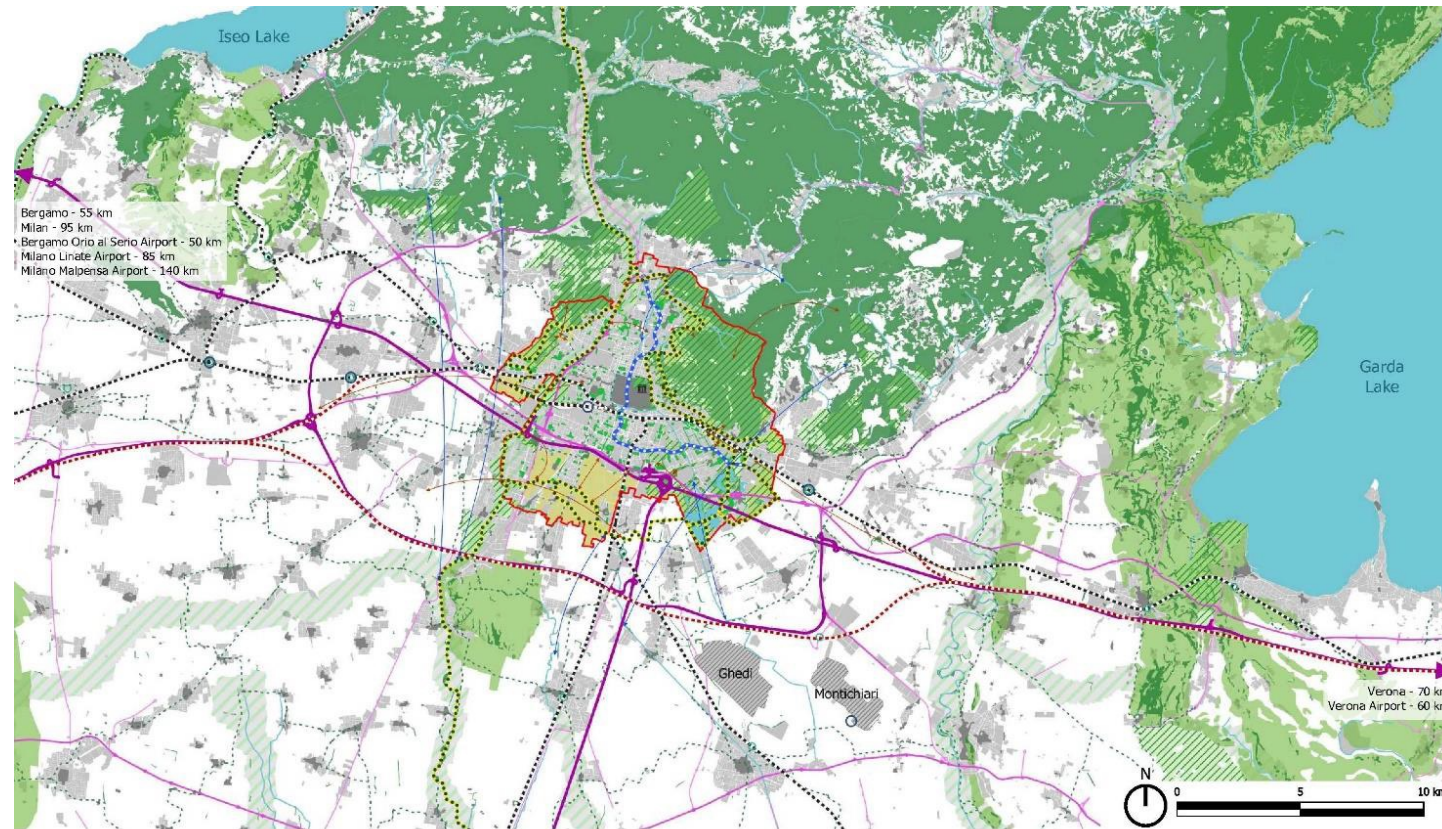 Iseo Lake
Bergamo - 55 km
Milan - 95 km
Bergamo Orio al Serio Airport - 50 km
Milano Linate Airport - 85 km
Milano Malpensa Airport - 140 km
Garda
Lake
Ghedi
Montichiari
Verona - 70 km
Verona Airport - 60 km
N
0 5 10 km